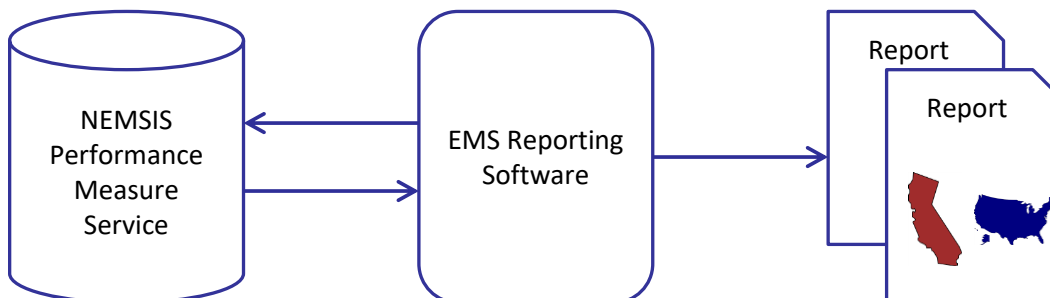 NEMSIS
Performance
Measure
Service
EMS Reporting
Software
Report
Report